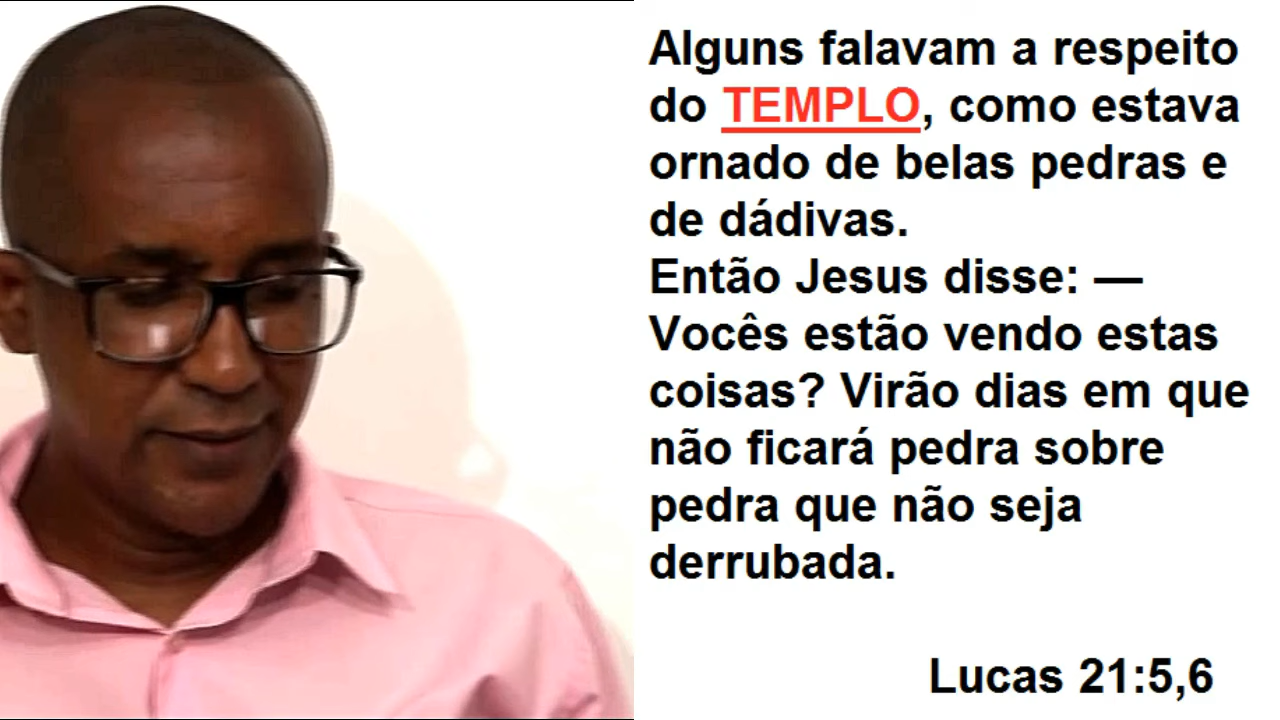 Alguns falavam a respeito
do TEMPLO, como estava
ornado de belas pedras e
de dádivas.
Então Jesus disse: —
Vocês estão vendo estas
coisas? Virão dias em que
não ficará pedra sobre
pedra que não seja
derrubada.
Lucas 21:5,6